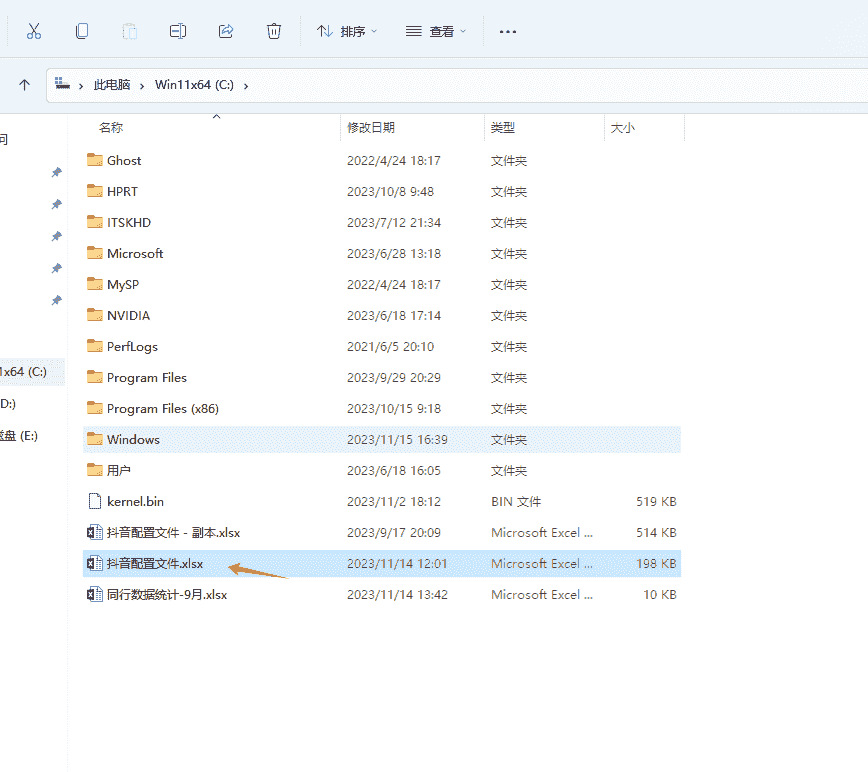 排序 查看
此电脑 Win11x64 (C:)
名称 修改日期 类型 大小
问
Ghost 2022/4/24 18:17 文件夹
HPRT 2023/10/8 9:48 文件夹
ITSKHD 2023/7/12 21:34 文件夹
Microsoft 2023/6/28 13:18 文件夹
MySP 2022/4/24 18:17 文件夹
NVIDIA 2023/6/18 17:14 文件夹
PerfLogs 2021/6/5 20:10 文件夹
1x64 (C:)
Program Files 2023/9/29 20:29 文件夹
D:)
Program Files (x86) 2023/10/15 9:18 文件夹
盘 (E:)
Windows 2023/11/15 16:39 文件夹
用户 2023/6/18 16:05 文件夹
kernel.bin 2023/11/2 18:12 BIN 文件 519 KB
抖音配置文件 - 副本.xlsx 2023/9/17 20:09 Microsoft Excel ... 514 KB
抖音配置文件.xlsx 2023/11/14 12:01 Microsoft Excel ... 198 KB
同行数据统计-9月.xlsx 2023/11/14 13:42 Microsoft Excel ... 10 KB